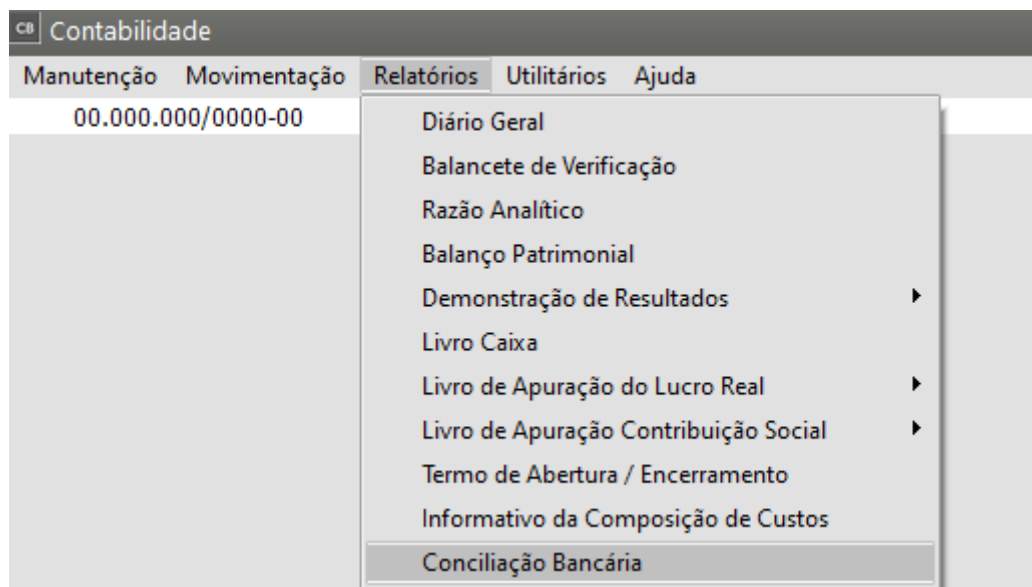 CB Contabilidade
Manutenção Movimentação Relatórios Utilitários Ajuda
00.000.000/0000-00
Diário Geral
Balancete de Verificação
Razão Analítico
Balanço Patrimonial
Demonstração de Resultados
Livro Caixa
Livro de Apuração do Lucro Real
Livro de Apuração Contribuição Social
Termo de Abertura / Encerramento
Informativo da Composição de Custos
Conciliação Bancária